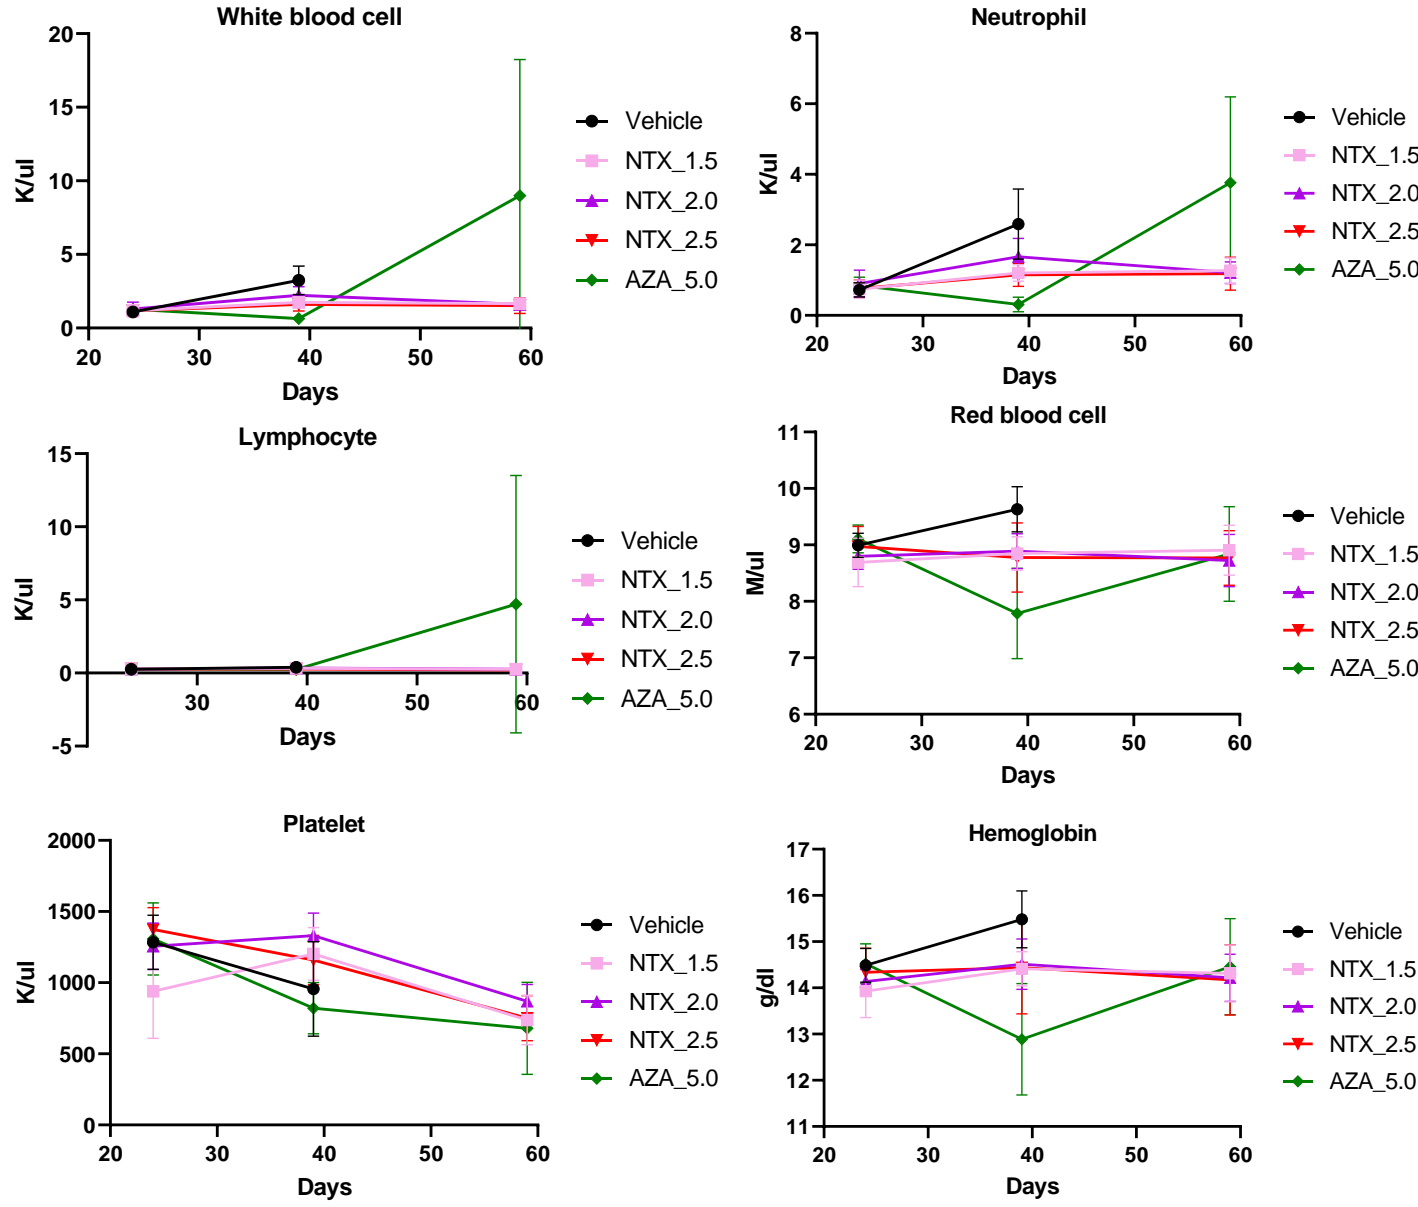 White blood cell
20
15
10
5
0
K/ul
20 30 40 50 60
Days
Vehicle
NTX_1.5
NTX_2.0
NTX_2.5
AZA_5.0
Neutrophil
8
6
4
2
0
K/ul
20 30 40 50 60
Days
Vehicle
NTX_1.5
NTX_2.0
NTX_2.5
AZA_5.0
Lymphocyte
15
10
5
0
-5
K/ul
30 40 50 60
Days
Vehicle
NTX_1.5
NTX_2.0
NTX_2.5
AZA_5.0
Red blood cell
11
10
9
8
7
6
M/ul
20 30 40 50 60
Days
Vehicle
NTX_1.5
NTX_2.0
NTX_2.5
AZA_5.0
Platelet
2000
1500
1000
500
0
K/ul
20 30 40 50 60
Days
Vehicle
NTX_1.5
NTX_2.0
NTX_2.5
AZA_5.0
Hemoglobin
17
16
15
14
13
12
11
g/dl
20 30 40 50 60
Days
Vehicle
NTX_1.5
NTX_2.0
NTX_2.5
AZA_5.0